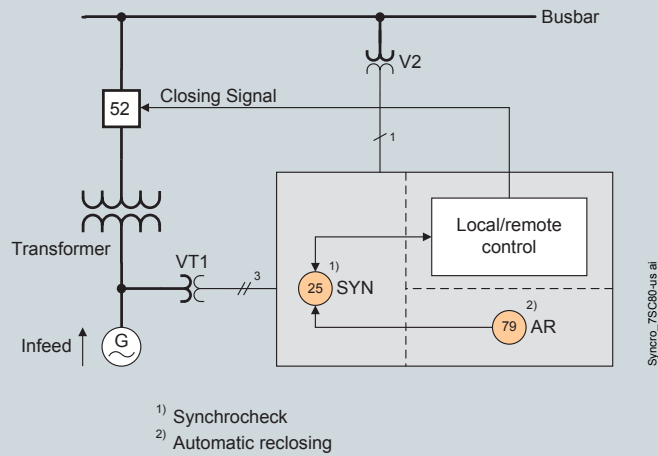 Busbar
V2
52
Closing Signal
1
Local/remote
control
Transformer
VT1
3
1)
25 SYN
2)
79 AR
G
Infeed
Syncro_7SC80-us ai
1) Synchrocheck
2) Automatic reclosing